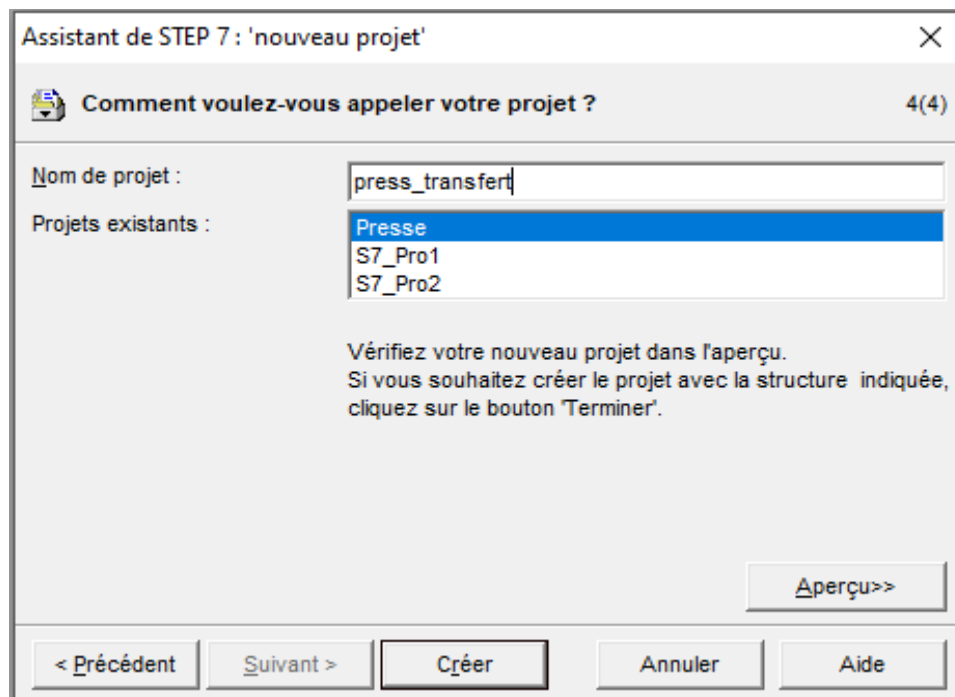 Assistant de STEP 7 : 'nouveau projet'
Comment voulez-vous appeler votre projet ? 4(4)
Nom de projet : press_transfert
Projets existants : Presse
S7_Pro1
S7_Pro2
Vérifiez votre nouveau projet dans l'aperçu.
Si vous souhaitez créer le projet avec la structure indiquée,
cliquez sur le bouton 'Terminer'.
Aperçu>>
< Précédent Suivant > Créer Annuler Aide